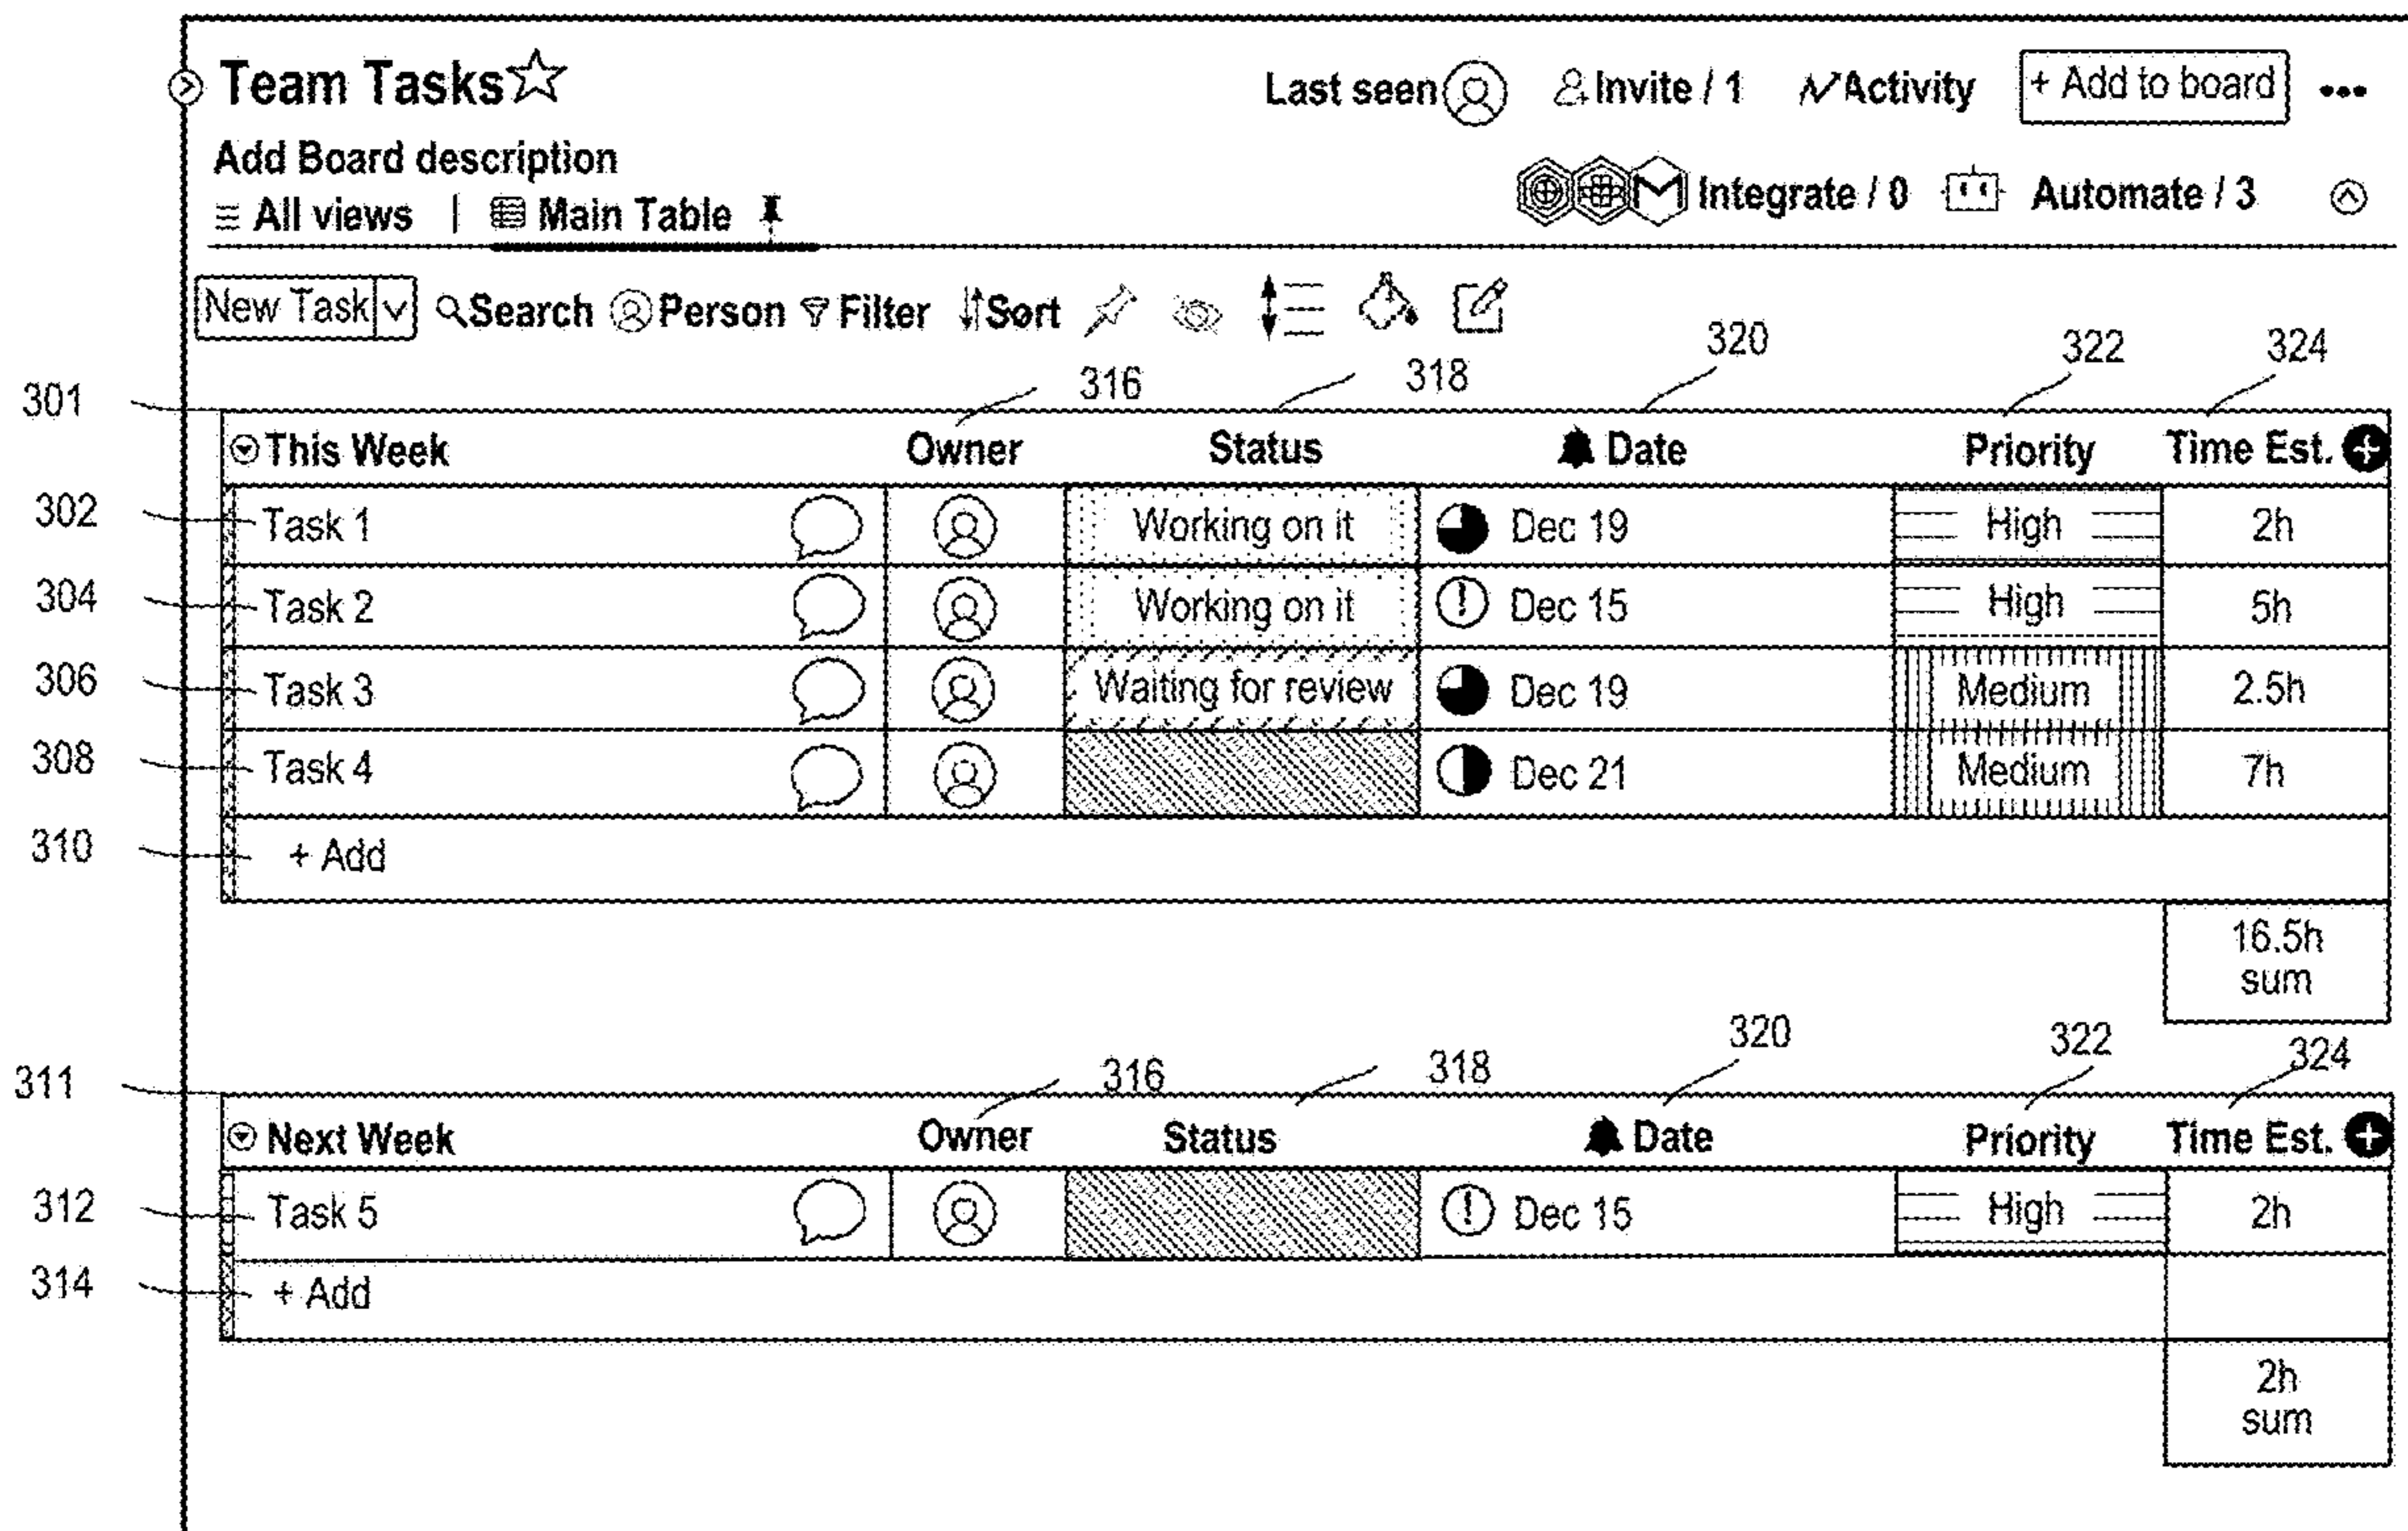 Team Tasks Last seen Invite / 1 Activity + Add to board
Add Board description
All views | Main Table Integrate / 0 Automate / 3
New Task Search Person Filter Sort
316 318 320 322 324
301
This Week Owner Status Date Priority Time Est.
302 Task 1 Working on it Dec 19 High 2h
304 Task 2 Working on it Dec 15 High 5h
306 Task 3 Waiting for review Dec 19 Medium 2.5h
308 Task 4 Dec 21 Medium 7h
310 + Add
16.5h
sum
316 318 320 322 324
311
Next Week Owner Status Date Priority Time Est.
312 Task 5 Dec 15 High 2h
314 + Add
2h
sum